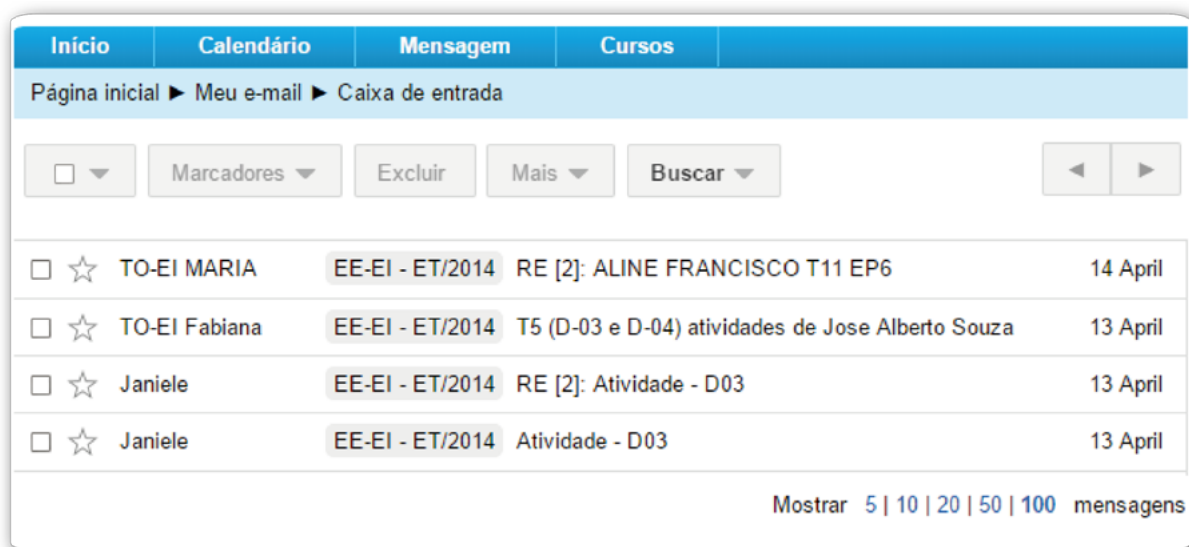 Início Calendário Mensagem Cursos
Página inicial ► Meu e-mail ► Caixa de entrada
Marcadores Excluir Mais Buscar
TO-EI MARIA EE-EI - ET/2014 RE [2]: ALINE FRANCISCO T11 EP6 14 April
TO-EI Fabiana EE-EI - ET/2014 T5 (D-03 e D-04) atividades de Jose Alberto Souza 13 April
Janiele EE-EI - ET/2014 RE [2]: Atividade - D03 13 April
Janiele EE-EI - ET/2014 Atividade - D03 13 April
Mostrar 5 | 10 | 20 | 50 | 100 mensagens